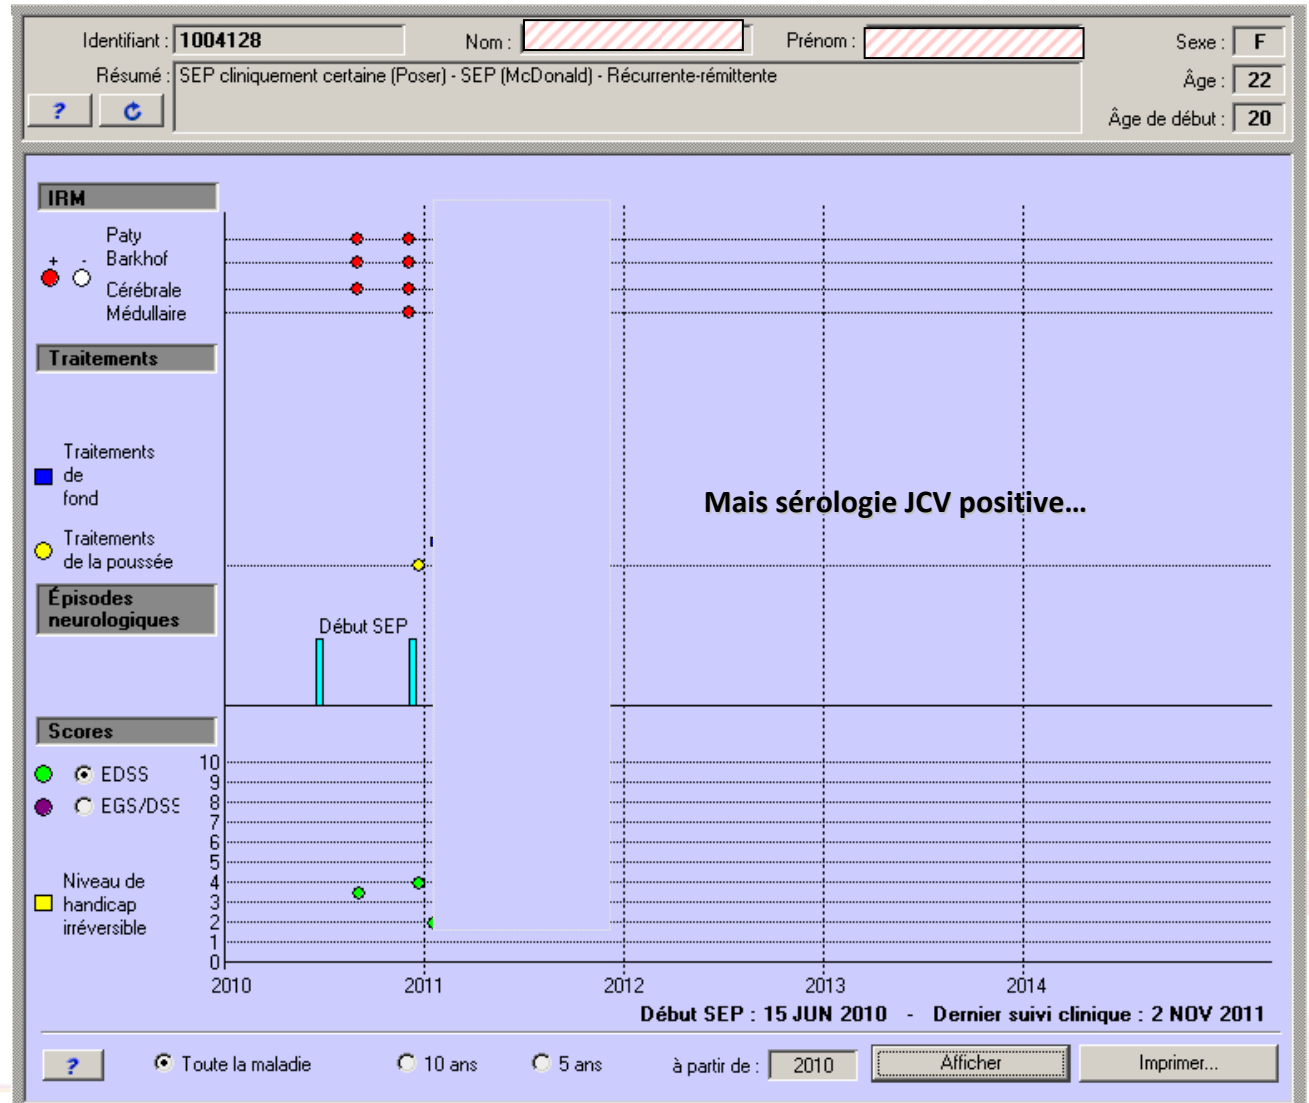 Identifiant : 1004128 Nom : Prénom : Sexe : F
Résumé : SEP cliniquement certaine (Poser) - SEP (McDonald) - Récurrente-rémittente Âge : 22
? Âge de début : 20
IRM
Paty
+ - Barkhof
Cérébrale
Médullaire
Traitements
Traitements
de
fond
Mais sérologie JCV positive...
Traitements
de la poussée
Épisodes
neurologiques
Début SEP
Scores
EDSS
EGS/DSS
Niveau de
handicap
irréversible
10
9
8
7
6
5
4
3
2
1
0
2010 2011 2012 2013 2014
Début SEP : 15 JUN 2010 - Dernier suivi clinique : 2 NOV 2011
? Toute la maladie 10 ans 5 ans à partir de : 2010 Afficher Imprimer...